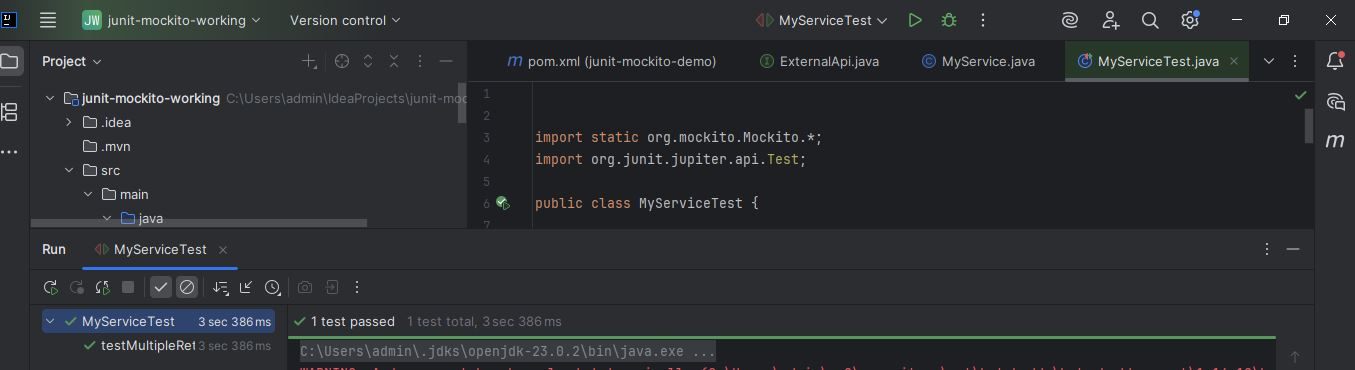 JW junit-mockito-working Version control MyServiceTest
Project
pom.xml (junit-mockito-demo) ExternalApi.java MyService.java MyServiceTest.java
junit-mockito-working C:\Users\admin\IdeaProjects\junit-moc
.idea
.mvn
src
main
java
1
2
3 import static org.mockito.Mockito.*;
4 import org.junit.jupiter.api.Test;
5
6 public class MyServiceTest {
7
Run MyServiceTest
MyServiceTest 3 sec 386 ms
testMultipleRet 3 sec 386 ms
1 test passed 1 test total, 3 sec 386 ms
C:\Users\admin\.jdks\openjdk-23.0.2\bin\java.exe ...